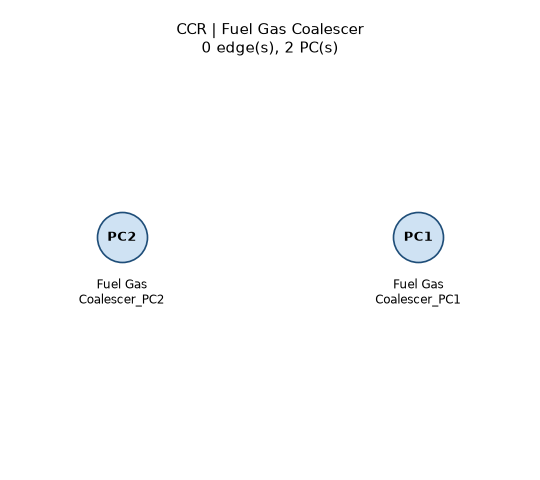 CCR | Fuel Gas Coalescer
0 edge(s), 2 PC(s)
PC2
PC1
Fuel Gas
Coalescer_PC2
Fuel Gas
Coalescer_PC1